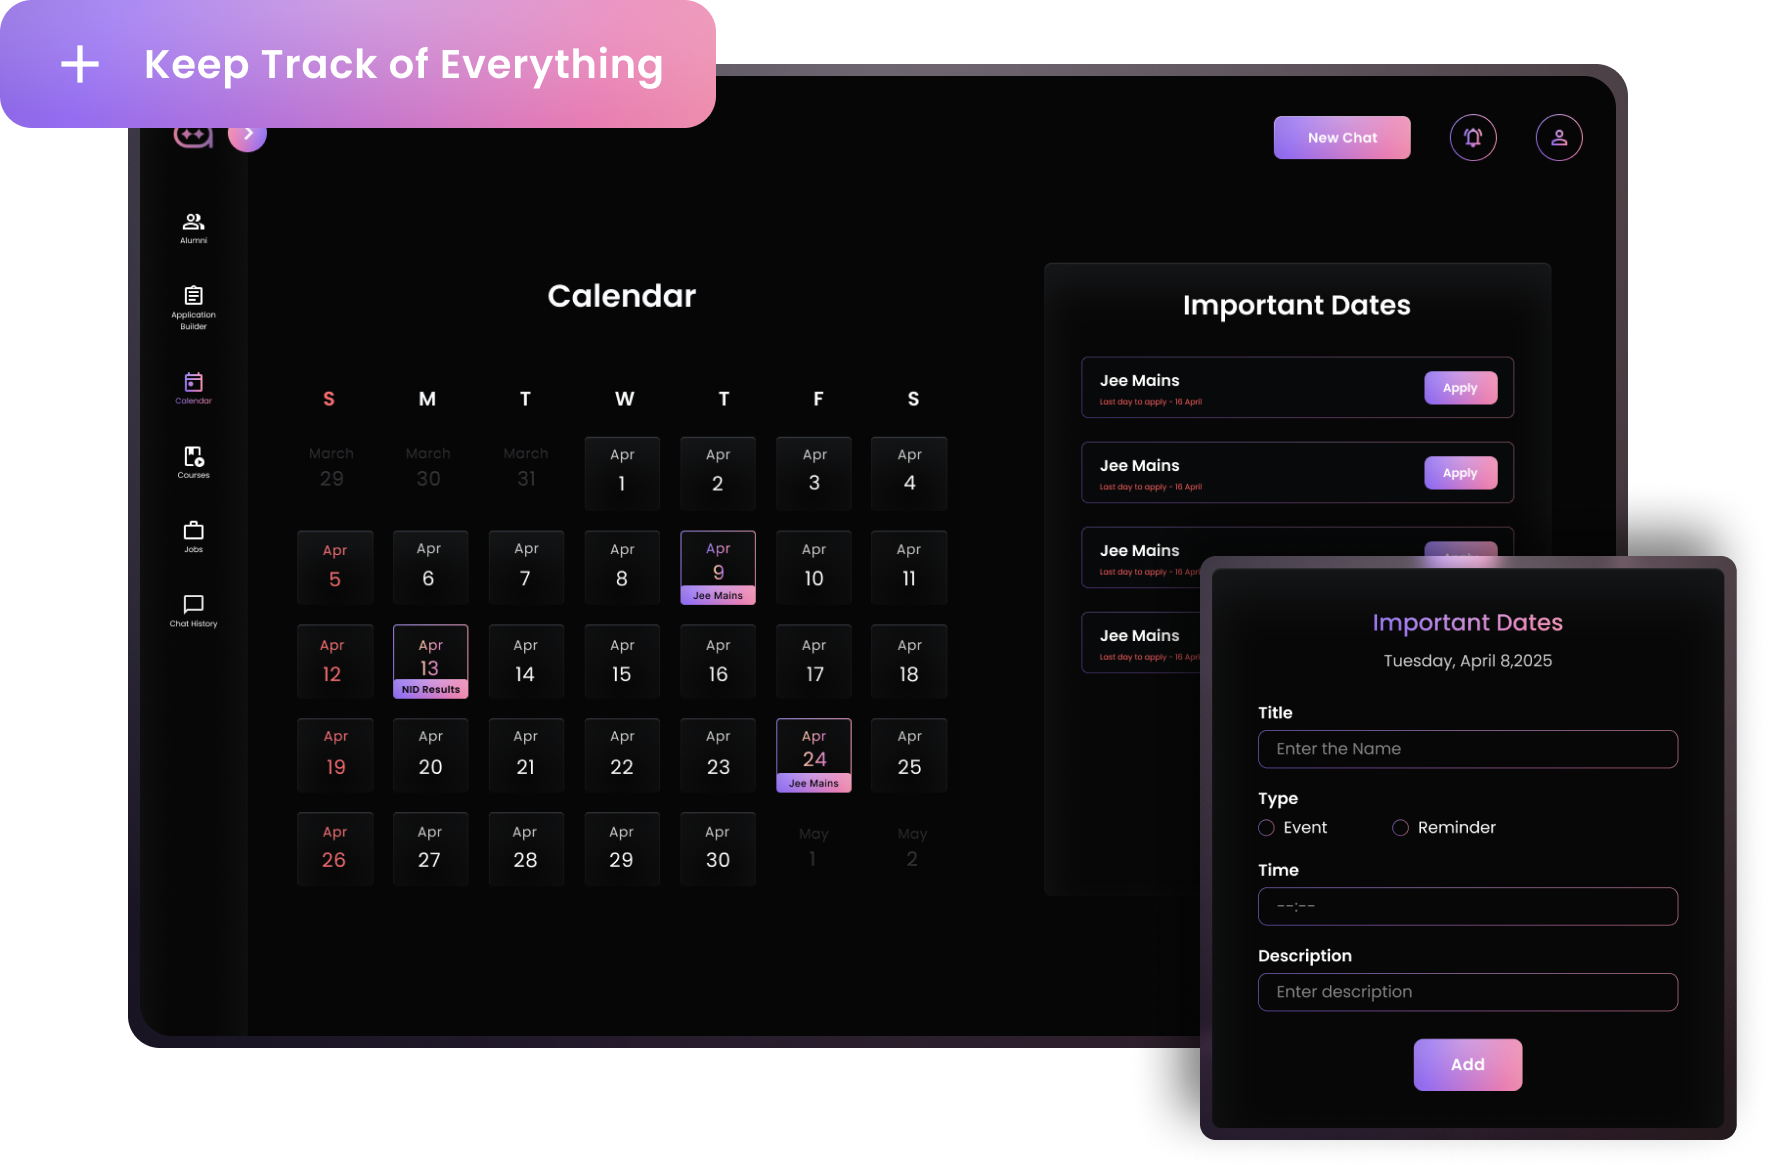 Keep Track of Everything
New Chat
Alumni
Application
Builder
Calendar
Courses
Jobs
Chat History
Calendar
S M T W T F S
March 29 March 30 March 31 Apr 1 Apr 2 Apr 3 Apr 4
Apr 5 Apr 6 Apr 7 Apr 8 Apr 9 Jee Mains Apr 10 Apr 11
Apr 12 Apr 13 NID Results Apr 14 Apr 15 Apr 16 Apr 17 Apr 18
Apr 19 Apr 20 Apr 21 Apr 22 Apr 23 Apr 24 Jee Mains Apr 25
Apr 26 Apr 27 Apr 28 Apr 29 Apr 30 May 1 May 2
Important Dates
Jee Mains
Last day to apply - 16 April
Apply
Jee Mains
Last day to apply - 16 April
Apply
Jee Mains
Last day to apply - 16 Apri
Apply
Jee Mains
Last day to apply - 16 Apri
Important Dates
Tuesday, April 8,2025
Title
Enter the Name
Type
Event Reminder
Time
--:--
Description
Enter description
Add